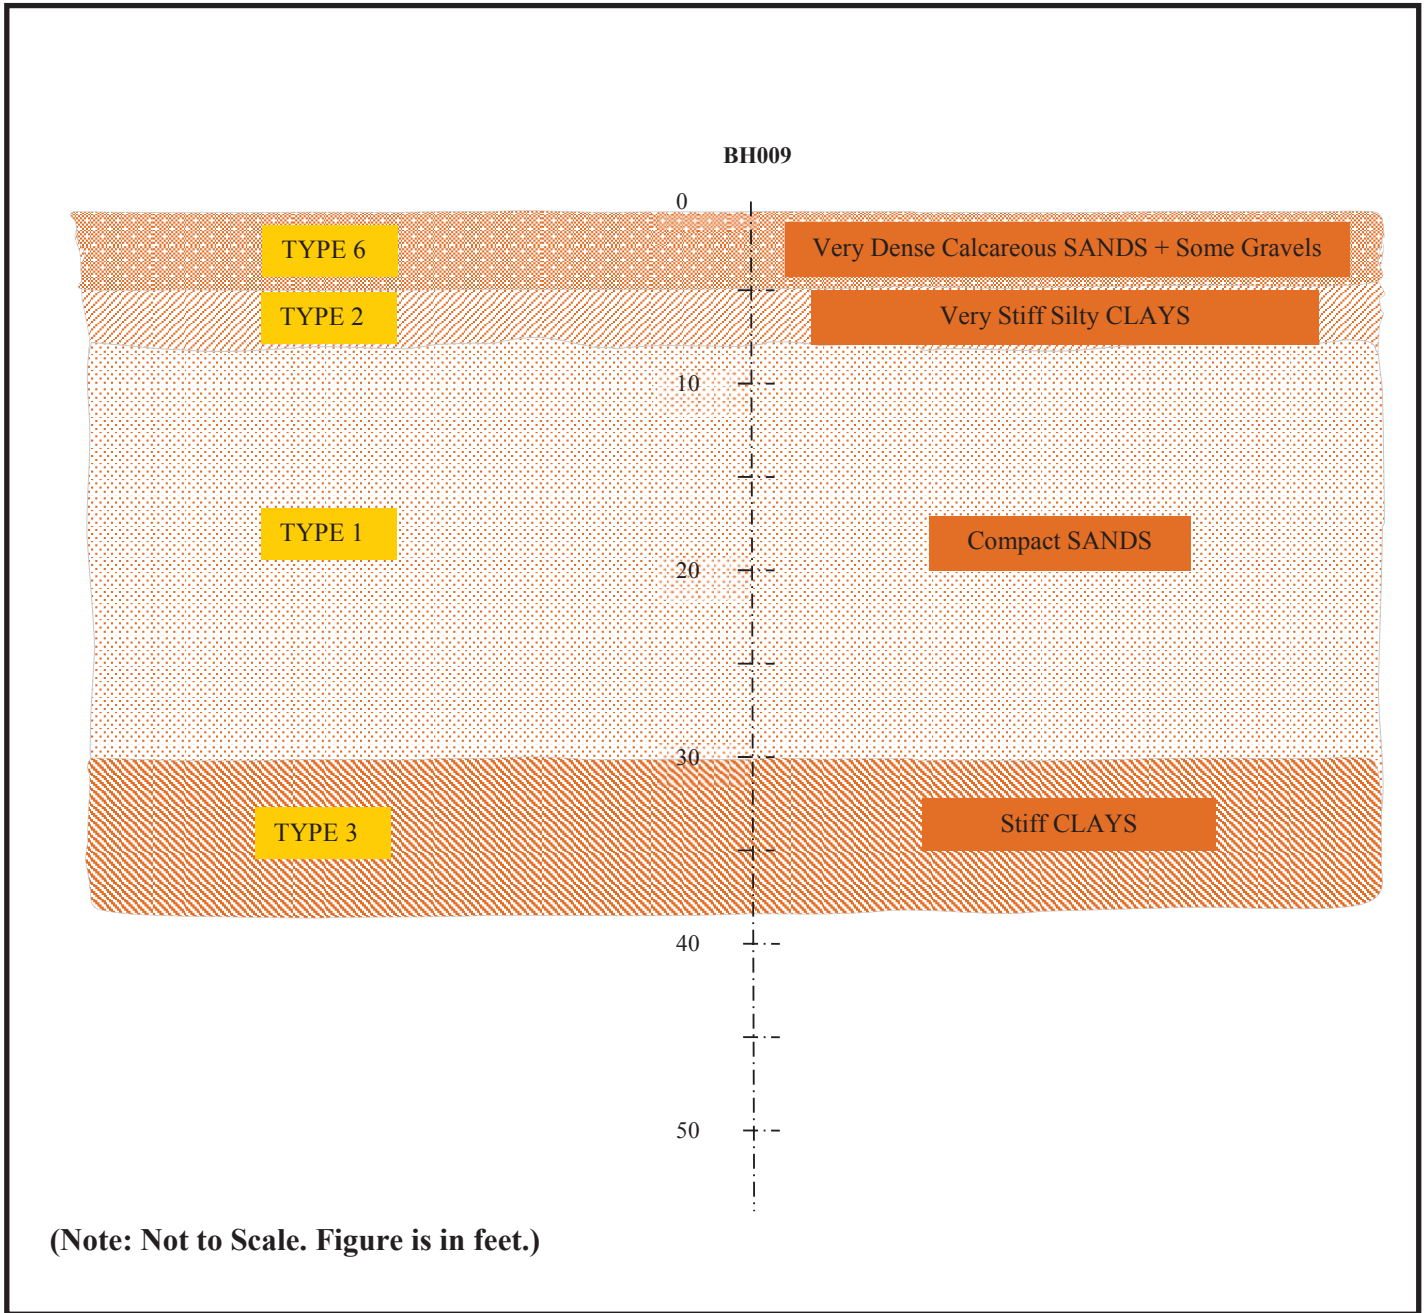 BH009
0
TYPE 6
Very Dense Calcareous SANDS + Some Gravels
TYPE 2
Very Stiff Silty CLAYS
10
TYPE 1
Compact SANDS
20
30
TYPE 3
Stiff CLAYS
40
50
(Note: Not to Scale. Figure is in feet.)